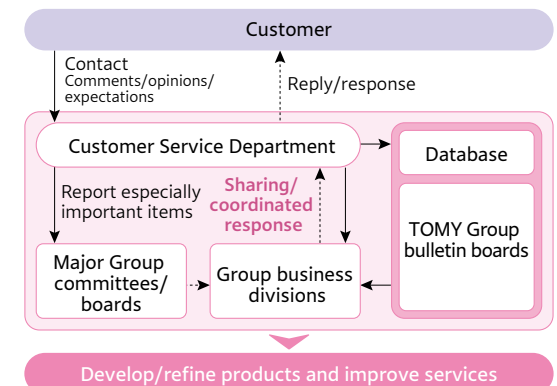 Customer
Contact
Comments/opinions/
expectations
Reply/response
Customer Service Department
Database
Report especially
important items
Sharing/
coordinated
response
TOMY Group
bulletin boards
Major Group
committees/
boards
Group business
divisions
Develop/refine products and improve services